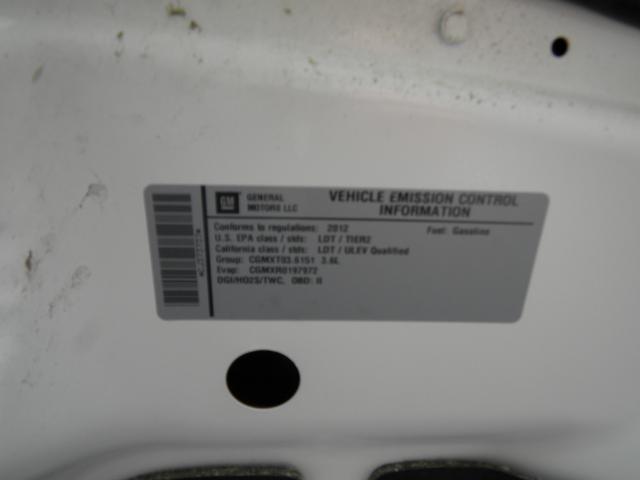 GM
GENERAL MOTORS LLC
VEHICLE EMISSION CONTROL INFORMATION
Conforms to regulations: 2012 Fuel: Gasoline
U.S. EPA class / stds: LDT / TIER2
California class / stds: LDT / ULEV Qualified
Group: CGMXT03.6151 3.6L
Evap: CGMXR0197972
DGI/HO2S/TWC, OBD: II